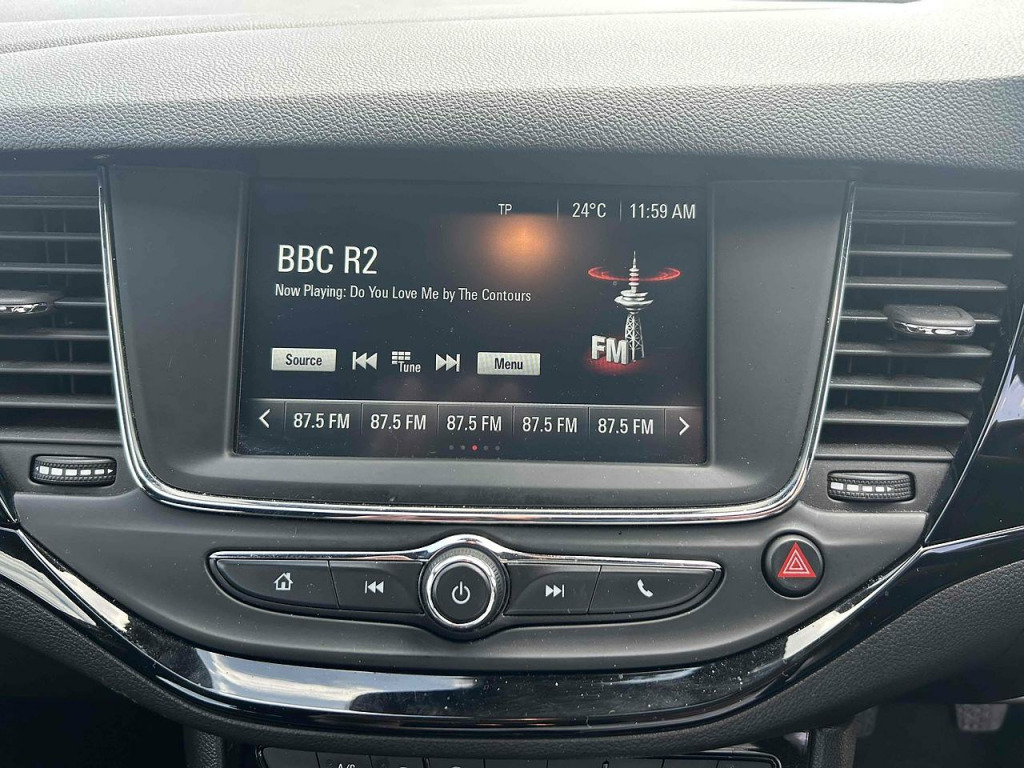 TP 24°C 11:59 AM
BBC R2
Now Playing: Do You Love Me by The Contours
Source Tune Menu
FM
87.5 FM 87.5 FM 87.5 FM 87.5 FM 87.5 FM